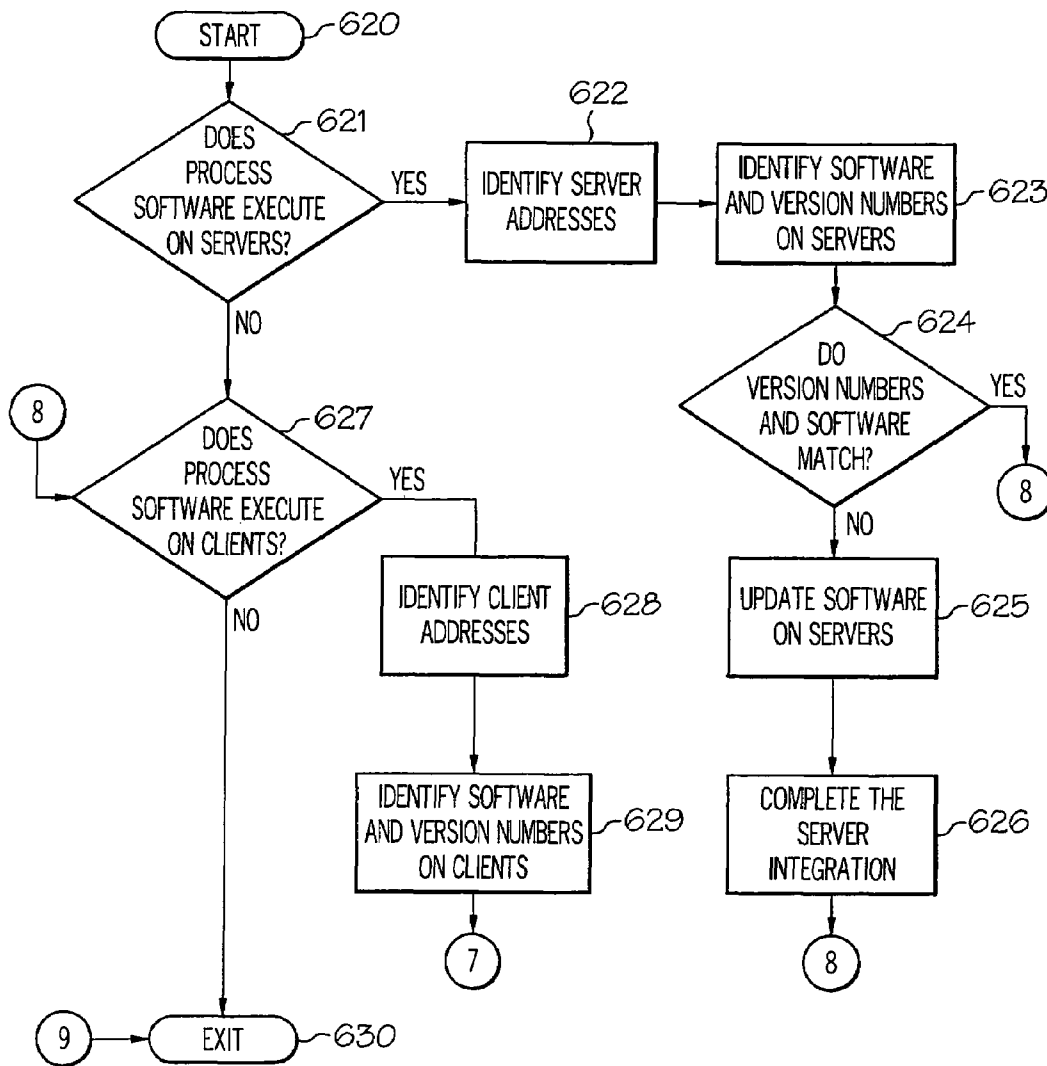 START
620
DOES
PROCESS
SOFTWARE EXECUTE
ON SERVERS?
621
YES
NO
622
IDENTIFY SERVER
ADDRESSES
IDENTIFY SOFTWARE
AND VERSION NUMBERS
ON SERVERS
623
624
DO
VERSION NUMBERS
AND SOFTWARE
MATCH?
YES
8
NO
8
627
DOES
PROCESS
SOFTWARE EXECUTE
ON CLIENTS?
YES
NO
IDENTIFY CLIENT
ADDRESSES
628
UPDATE SOFTWARE
ON SERVERS
625
IDENTIFY SOFTWARE
AND VERSION NUMBERS
ON CLIENTS
629
COMPLETE THE
SERVER
INTEGRATION
626
7
8
9
EXIT
630